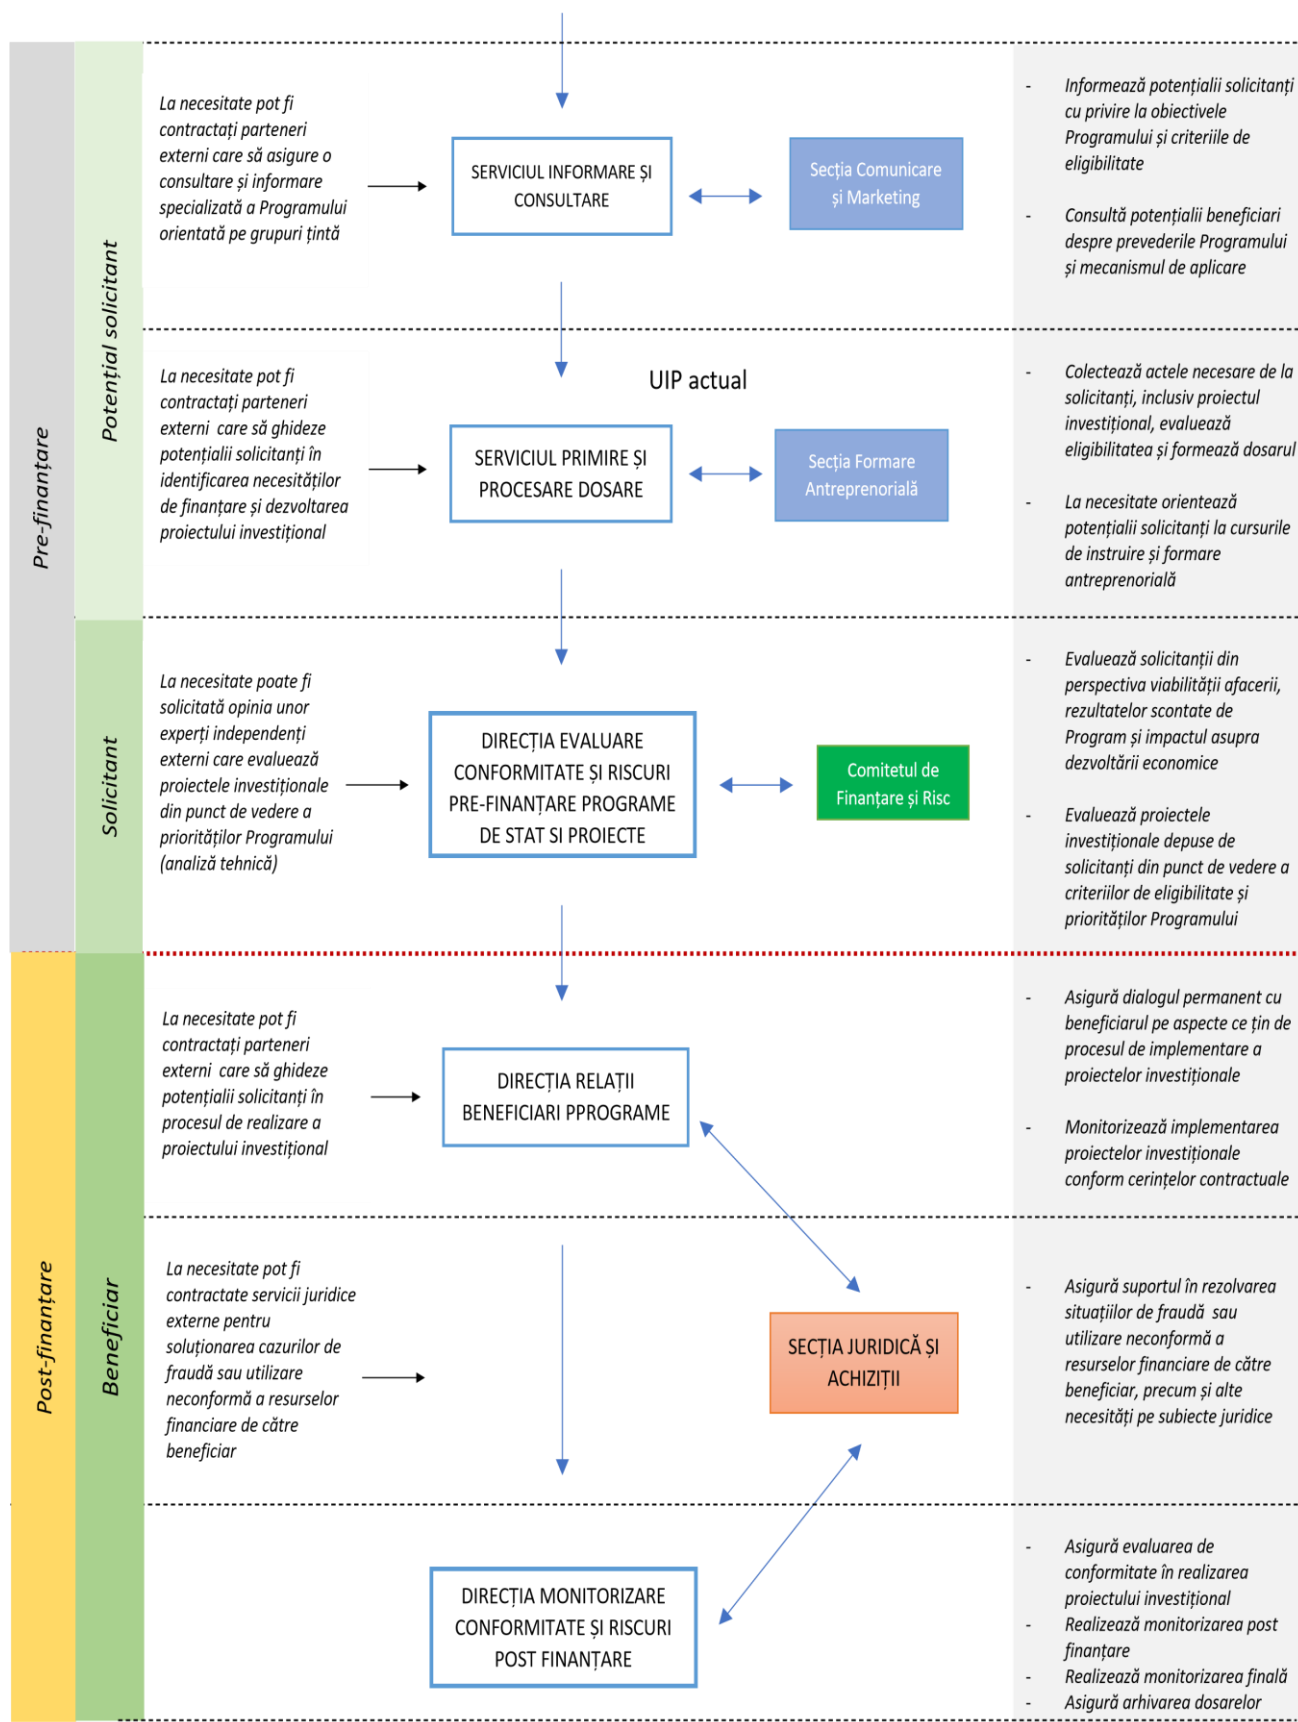 Pre-finanțare
Potențial solicitant
La necesitate pot fi
contractați parteneri
externi care să asigure o
consultare și informare
specializată a Programului
orientată pe grupuri țintă
SERVICIUL INFORMARE ȘI
CONSULTARE
Secția Comunicare
și Marketing
- Informează potențialii solicitanți
cu privire la obiectivele
Programului și criteriile de
eligibilitate
- Consultă potențialii beneficiari
despre prevederile Programului
și mecanismul de aplicare
La necesitate pot fi
contractați parteneri
externi care să ghideze
potențialii solicitanți în
identificarea necesităților
de finanțare și dezvoltarea
proiectului investițional
UIP actual
SERVICIUL PRIMIRE ȘI
PROCESARE DOSARE
Secția Formare
Antreprenorială
- Colectează actele necesare de la
solicitanți, inclusiv proiectul
investițional, evaluează
eligibilitatea și formează dosarul
- La necesitate orientează
potențialii solicitanți la cursurile
de instruire și formare
antreprenorială
Solicitant
La necesitate poate fi
solicitată opinia unor
experți independenți
externi care evaluează
proiectele investiționale
din punct de vedere a
priorităților Programului
(analiză tehnică)
DIRECȚIA EVALUARE
CONFORMITATE ȘI RISCURI
PRE-FINANȚARE PROGRAME
DE STAT SI PROIECTE
Comitetul de
Finanțare și Risc
- Evaluează solicitanții din
perspectiva viabilității afacerii,
rezultatelor scontate de
Program și impactul asupra
dezvoltării economice
- Evaluează proiectele
investiționale depuse de
solicitanți din punct de vedere a
criteriilor de eligibilitate și
priorităților Programului
Post-finanțare
Beneficiar
La necesitate pot fi
contractați parteneri
externi care să ghideze
potențialii solicitanți în
procesul de realizare a
proiectului investițional
DIRECȚIA RELAȚII
BENEFICIARI PPROGRAME
- Asigură dialogul permanent cu
beneficiarul pe aspecte ce țin de
procesul de implementare a
proiectelor investiționale
- Monitorizează implementarea
proiectelor investiționale
conform cerințelor contractuale
La necesitate pot fi
contractate servicii juridice
externe pentru
soluționarea cazurilor de
fraudă sau utilizare
neconformă a resurselor
financiare de către
beneficiar
SECȚIA JURIDICĂ ȘI
ACHIZIȚII
- Asigură suportul în rezolvarea
situațiilor de fraudă sau
utilizare neconformă a
resurselor financiare de către
beneficiar, precum și alte
necesități pe subiecte juridice
DIRECȚIA MONITORIZARE
CONFORMITATE ȘI RISCURI
POST FINANȚARE
- Asigură evaluarea de
conformitate în realizarea
proiectului investițional
- Realizează monitorizarea post
finanțare
- Realizează monitorizarea finală
- Asigură arhivarea dosarelor